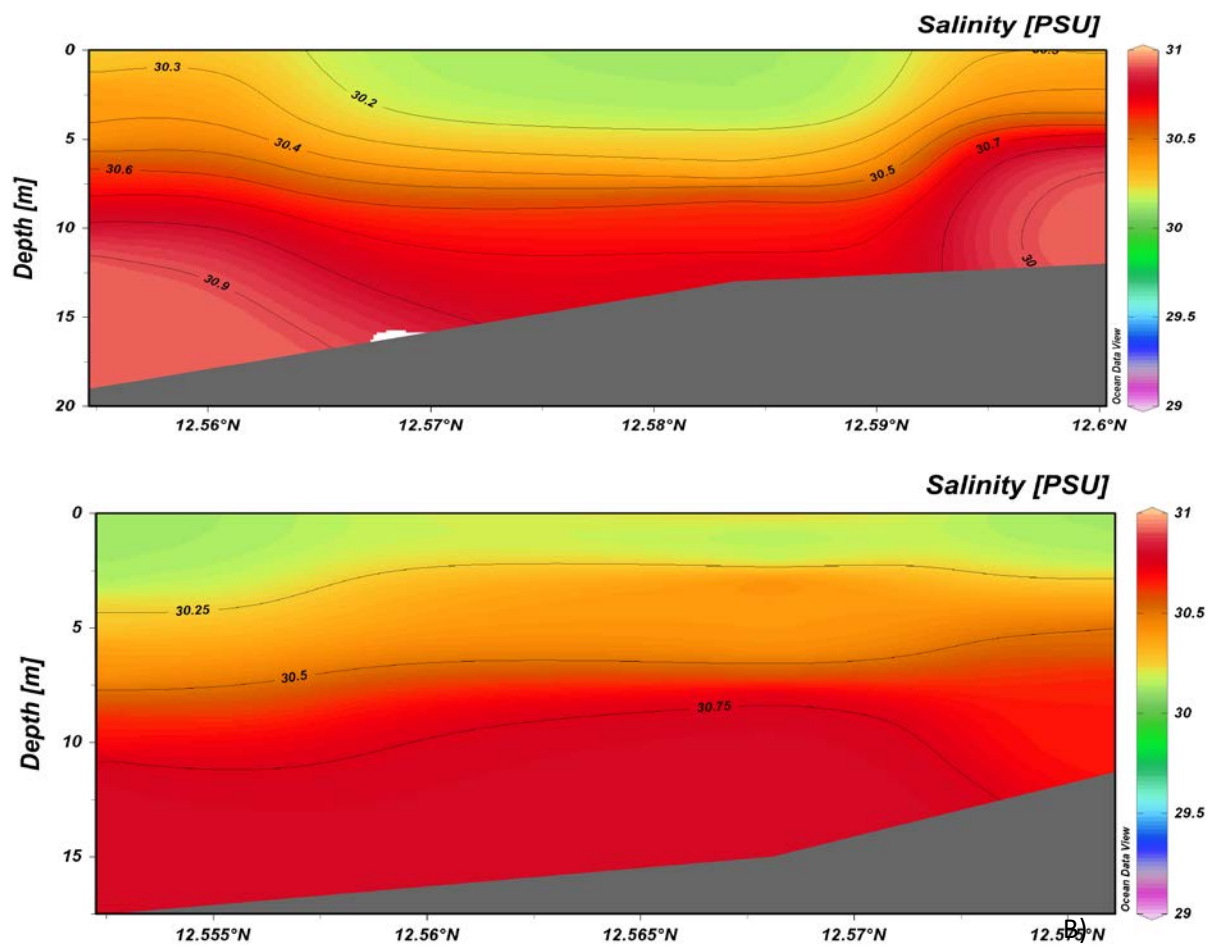 Salinity [PSU]
0
5
10
15
20
Depth [m]
30.3
30.2
30.4
30.6
30.5
30.7
30.9
30
12.56°N
12.57°N
12.58°N
12.59°N
12.6°N
31
30.5
30
29.5
29
Ocean Data View
Salinity [PSU]
0
5
10
15
Depth [m]
30.25
30.5
30.75
12.555°N
12.56°N
12.565°N
12.57°N
B)
31
30.5
30
29.5
29
Ocean Data View